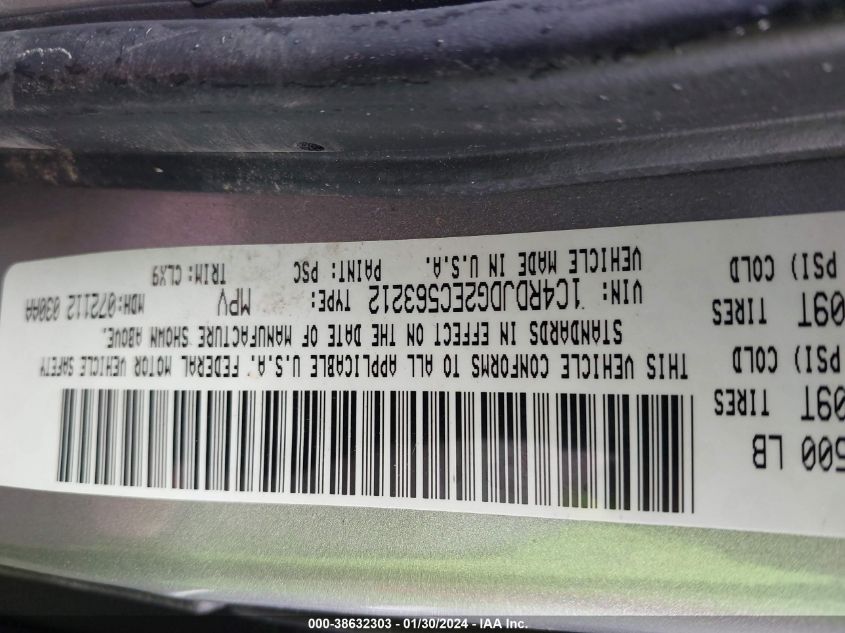 500 LB
09T TIRES
PSI) COLD
09T TIRES
PSI) COLD
THIS VEHICLE CONFORMS TO ALL APPLICABLE U.S.A. FEDERAL MOTOR VEHICLE SAFETY
STANDARDS IN EFFECT ON THE DATE OF MANUFACTURE SHOWN ABOVE.
VIN: 1C4RDJDG2EC563212 TYPE: MPV MDH:072112 030AA
VEHICLE MADE IN U.S.A. PAINT: PSC TRIM: CLX9
000-38632303 - 01/30/2024 - IAA Inc.